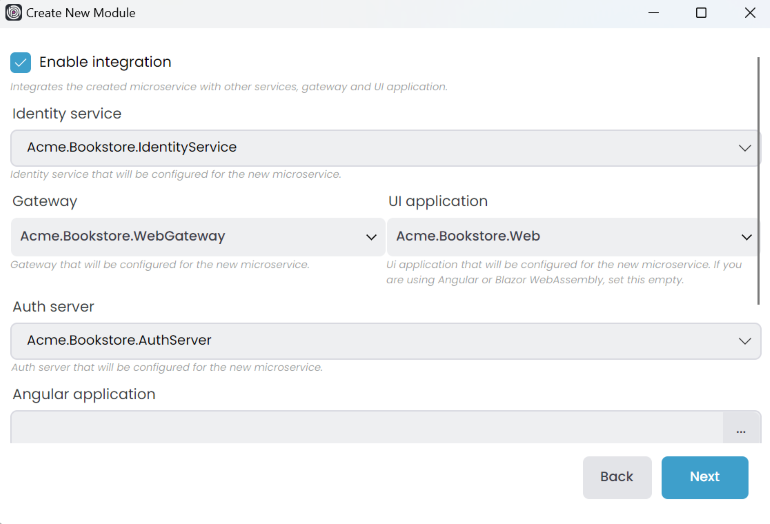 Create New Module
Enable integration
Integrates the created microservice with other services, gateway and UI application.
Identity service
Acme.Bookstore.IdentityService
Identity service that will be configured for the new microservice.
Gateway
UI application
Acme.Bookstore.WebGateway
Acme.Bookstore.Web
Gateway that will be configured for the new microservice.
Ui application that will be configured for the new microservice. If you
are using Angular or Blazor WebAssembly, set this empty.
Auth server
Acme.Bookstore.AuthServer
Auth server that will be configured for the new microservice.
Angular application
...
Back
Next